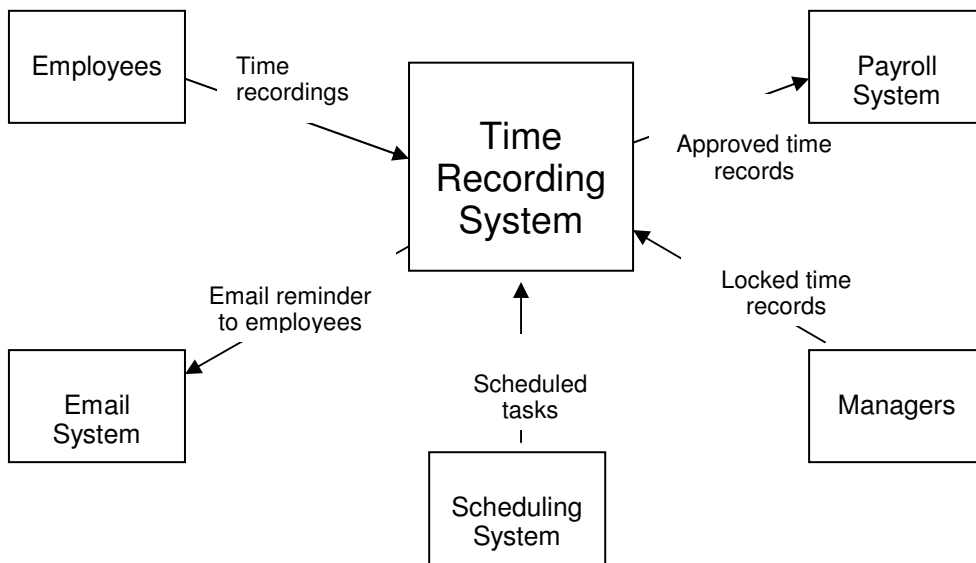 Employees
Time
recordings
Time
Recording
System
Payroll
System
Approved time
records
Email reminder
to employees
Locked time
records
Email
System
Scheduled
tasks
Managers
Scheduling
System